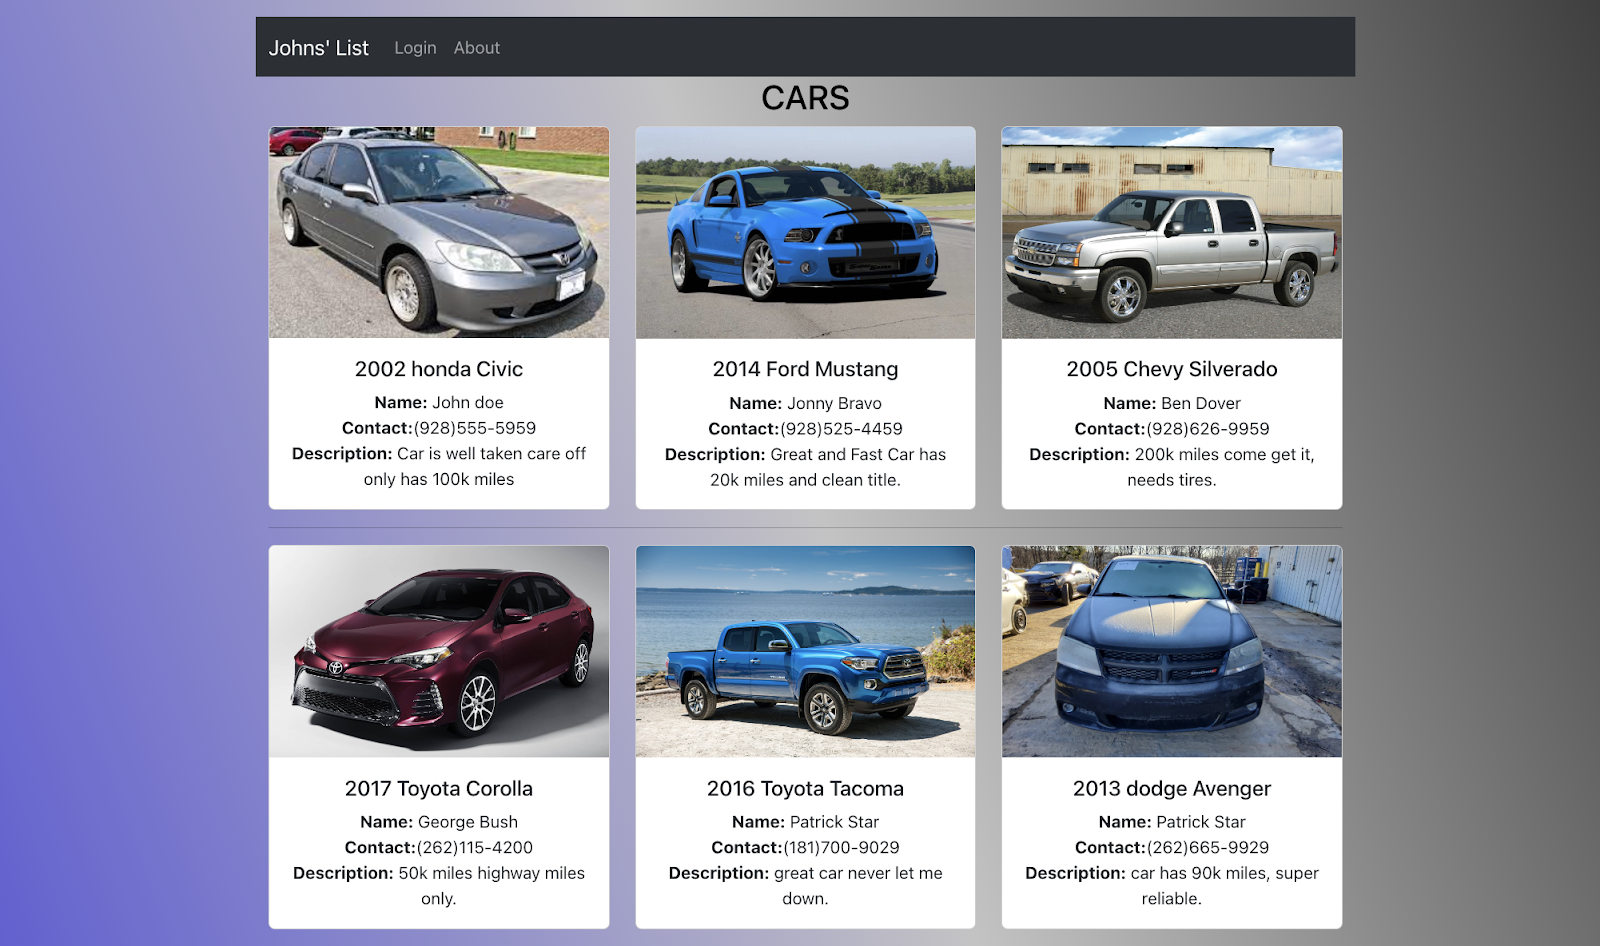 Johns' List Login About
CARS
2002 honda Civic
Name: John doe
Contact:(928)555-5959
Description: Car is well taken care off
only has 100k miles
2014 Ford Mustang
Name: Jonny Bravo
Contact:(928)525-4459
Description: Great and Fast Car has
20k miles and clean title.
2005 Chevy Silverado
Name: Ben Dover
Contact:(928)626-9959
Description: 200k miles come get it,
needs tires.
2017 Toyota Corolla
Name: George Bush
Contact:(262)115-4200
Description: 50k miles highway miles
only.
2016 Toyota Tacoma
Name: Patrick Star
Contact:(181)700-9029
Description: great car never let me
down.
2013 dodge Avenger
Name: Patrick Star
Contact:(262)665-9929
Description: car has 90k miles, super
reliable.